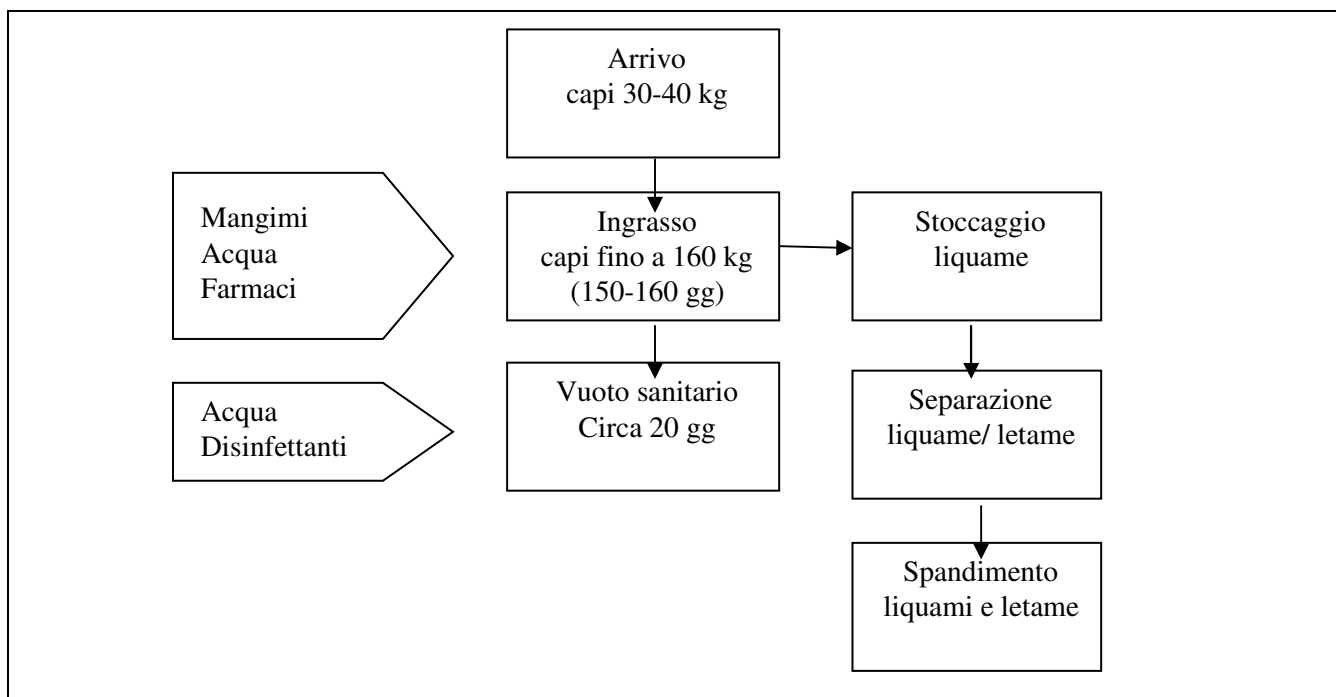 Arrivo
capi 30-40 kg
Mangimi
Acqua
Farmaci
Ingrasso
capi fino a 160 kg
(150-160 gg)
Stoccaggio
liquame
Acqua
Disinfettanti
Vuoto sanitario
Circa 20 gg
Separazione
liquame/ letame
Spandimento
liquami e letame